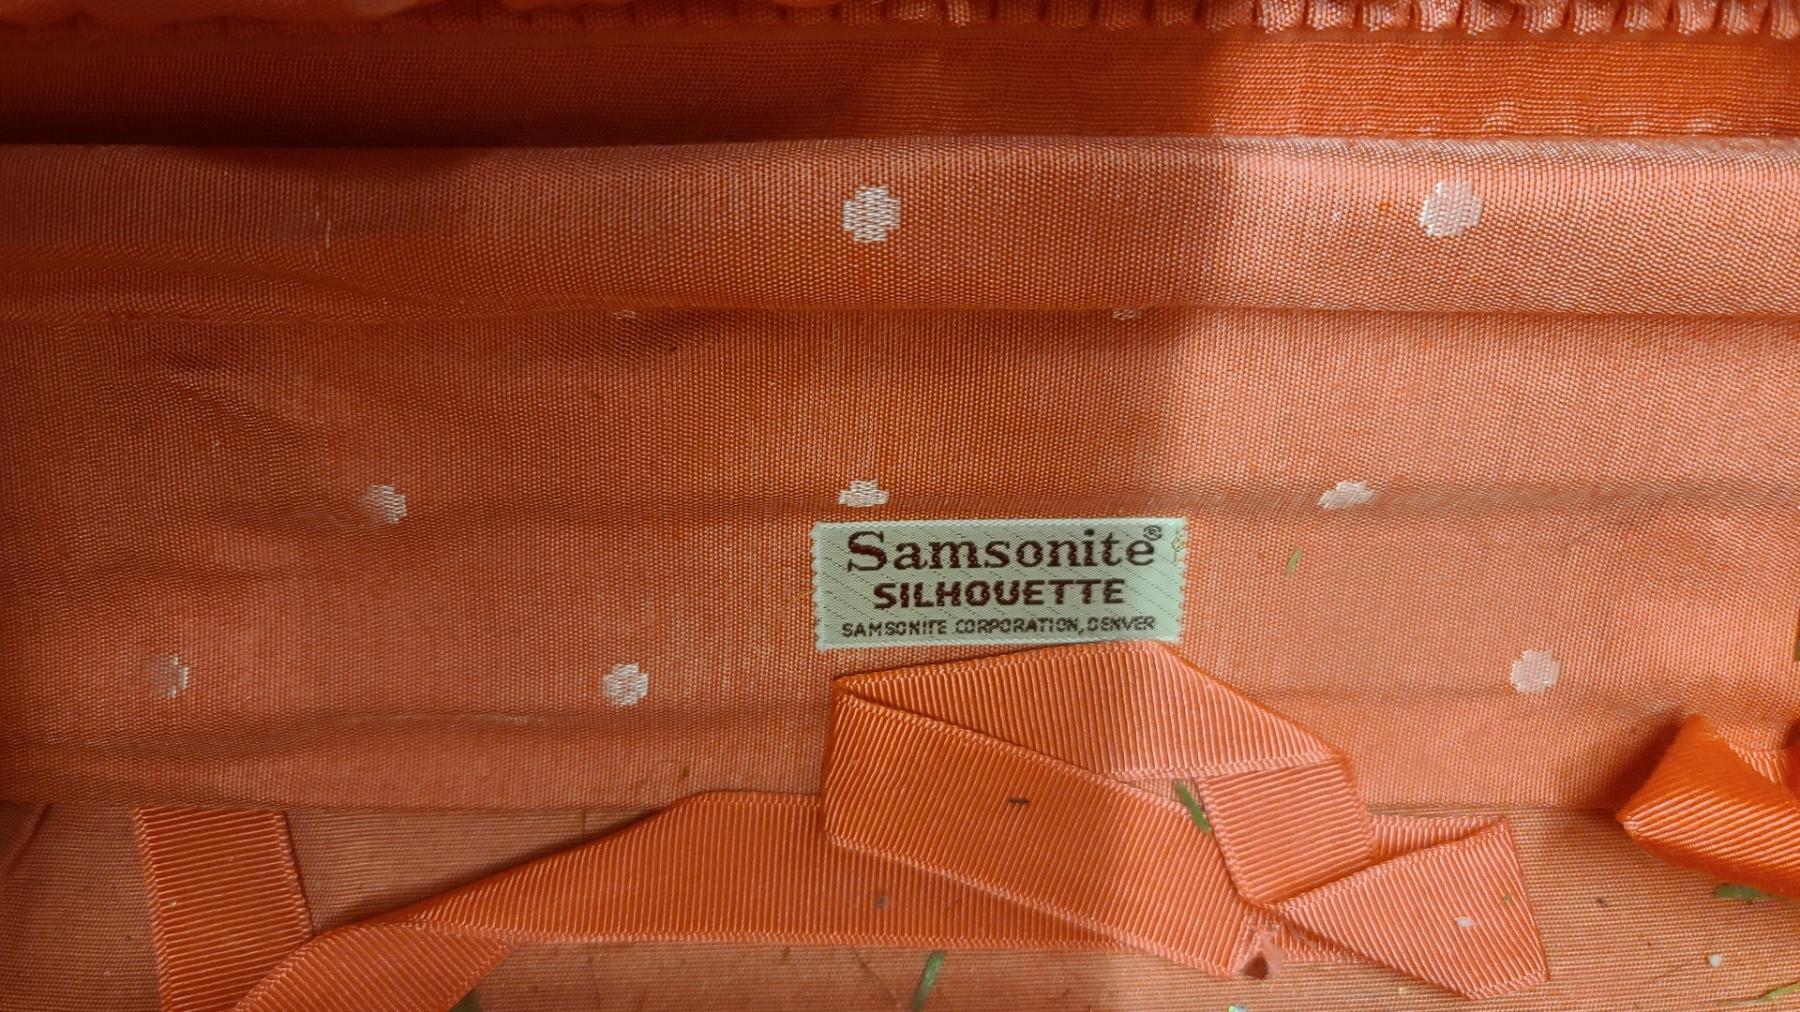 Samsonite®
SILHOUETTE
SAMSONITE CORPORATION, DENVER